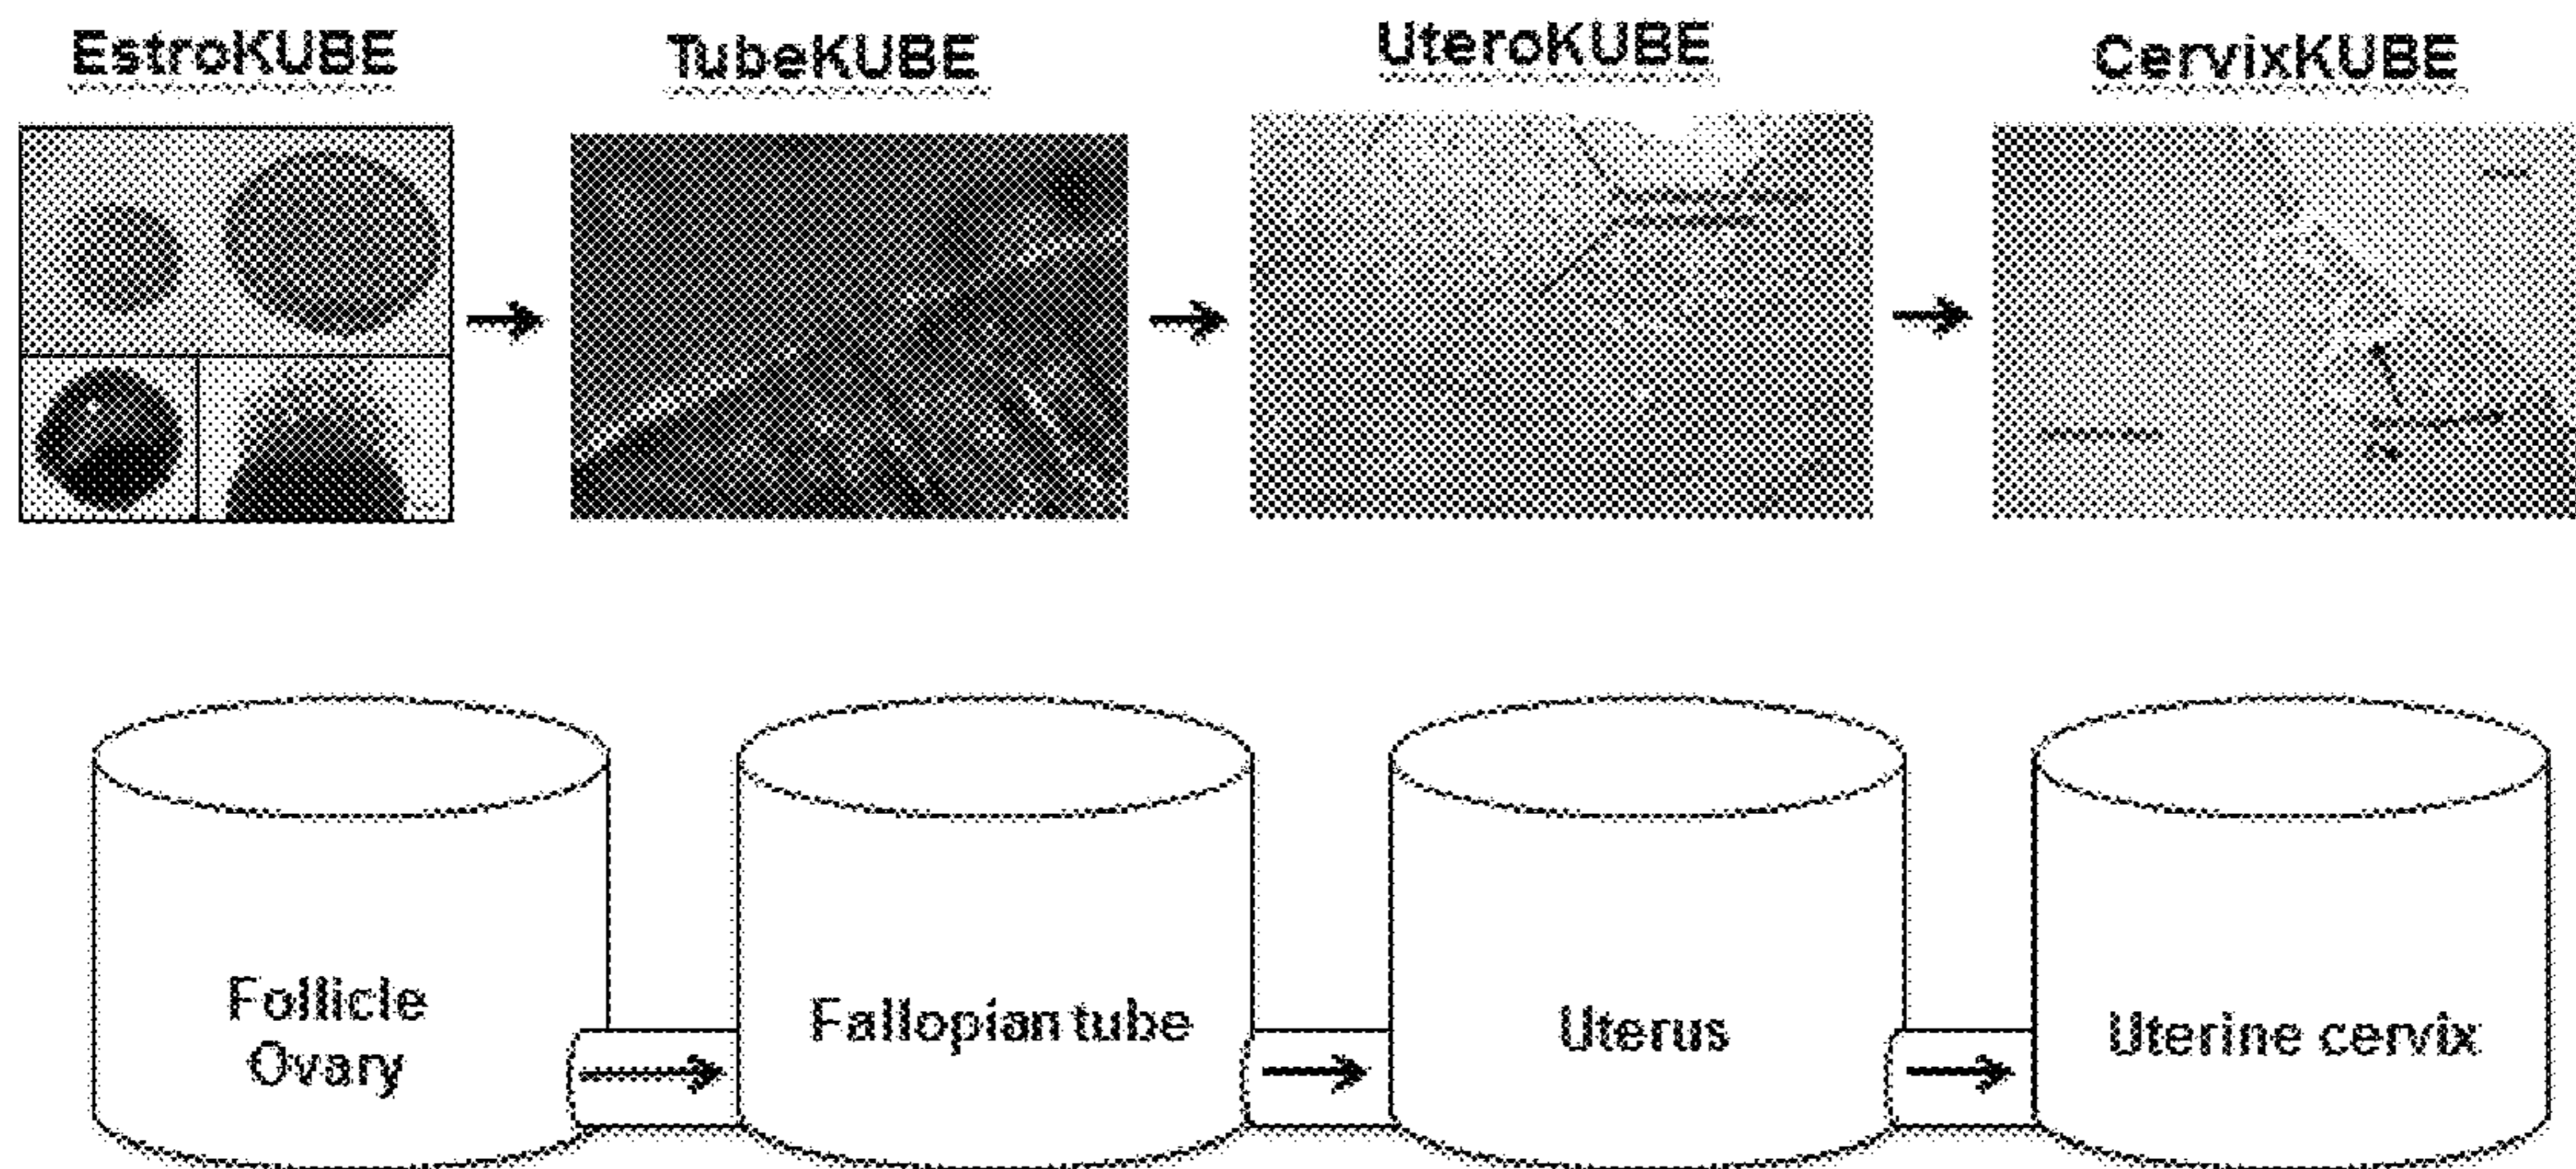 EstroKUBE
TubeKUBE
UteroKUBE
CervixKUBE
Follicle
Ovary
Fallopian tube
Uterus
Uterine cervix